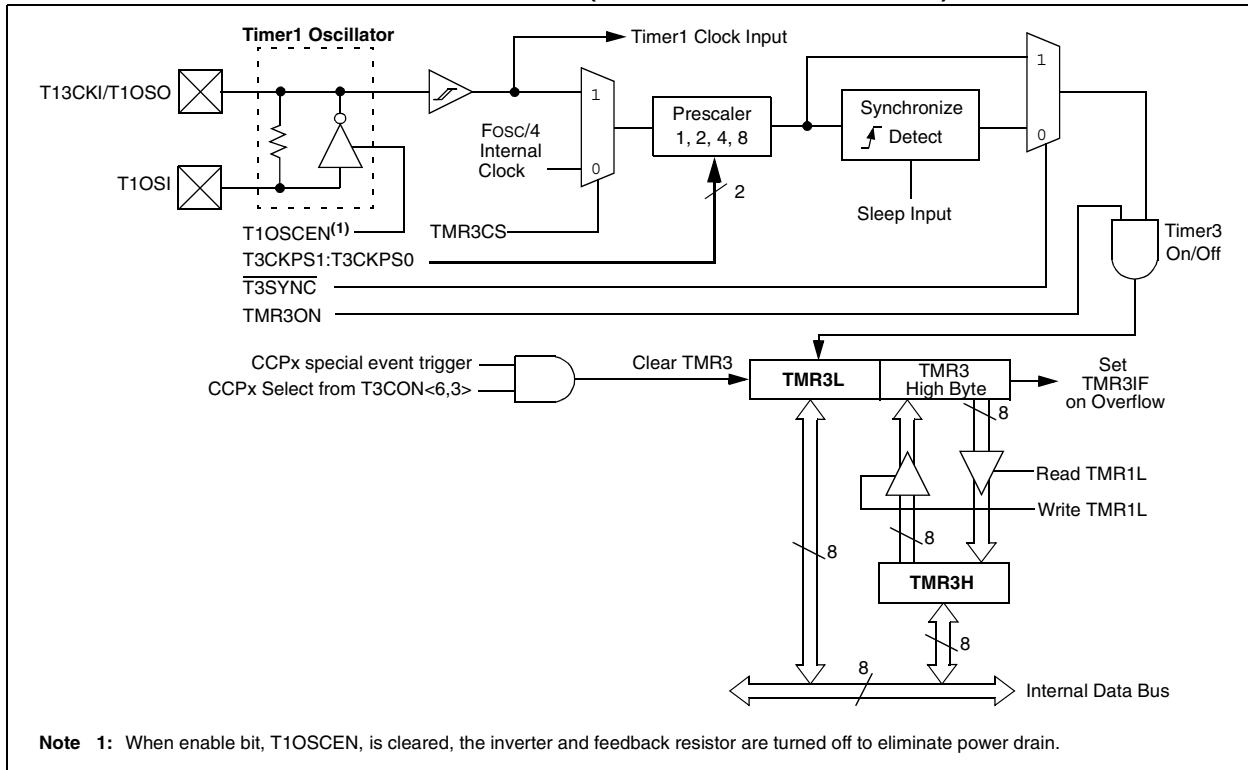 Timer1 Oscillator
Timer1 Clock Input
T13CKI/T1OSO
1
1
Prescaler
1, 2, 4, 8
Synchronize
Detect
FOSC/4
Internal
Clock
0
0
T1OSI
2
Sleep Input
T1OSCEN(1)
TMR3CS
Timer3
On/Off
T3CKPS1:T3CKPS0
T3SYNC
TMR3ON
CCPx special event trigger
CCPx Select from T3CON<6,3>
Clear TMR3
TMR3L
TMR3
High Byte
Set
TMR3IF
on Overflow
8
Read TMR1L
Write TMR1L
8
8
TMR3H
8
8
Internal Data Bus
Note 1: When enable bit, T1OSCEN, is cleared, the inverter and feedback resistor are turned off to eliminate power drain.